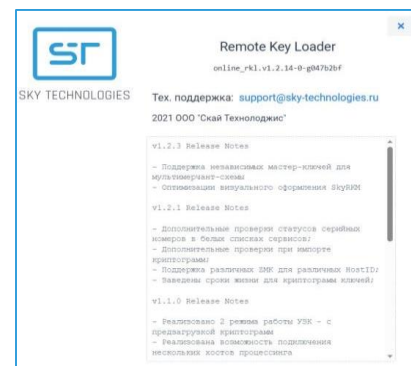 ST
SKY TECHNOLOGIES
×
Remote Key Loader
online_rkl.v1.2.14-0-g047b2bf
Тех. поддержка: support@sky-technologies.ru
2021 ООО "Скай Технолоджис"
v1.2.3 Release Notes
- Поддержка независимых мастер-ключей для
мультимерчант-схемы
- Оптимизации визуального оформления SkyRKM
v1.2.1 Release Notes
- Дополнительные проверки статусов серийных
номеров в белых списках сервисов;
- Дополнительные проверки при импорте
криптограмм;
- Поддержка различных ЗМК для различных HostID;
- Заведены сроки жизни для криптограмм ключей;
v1.1.0 Release Notes
- Реализовано 2 режима работы УЗК - с
предзагрузкой криптограмм
- Реализована возможность подключения
нескольких хостов процессинга